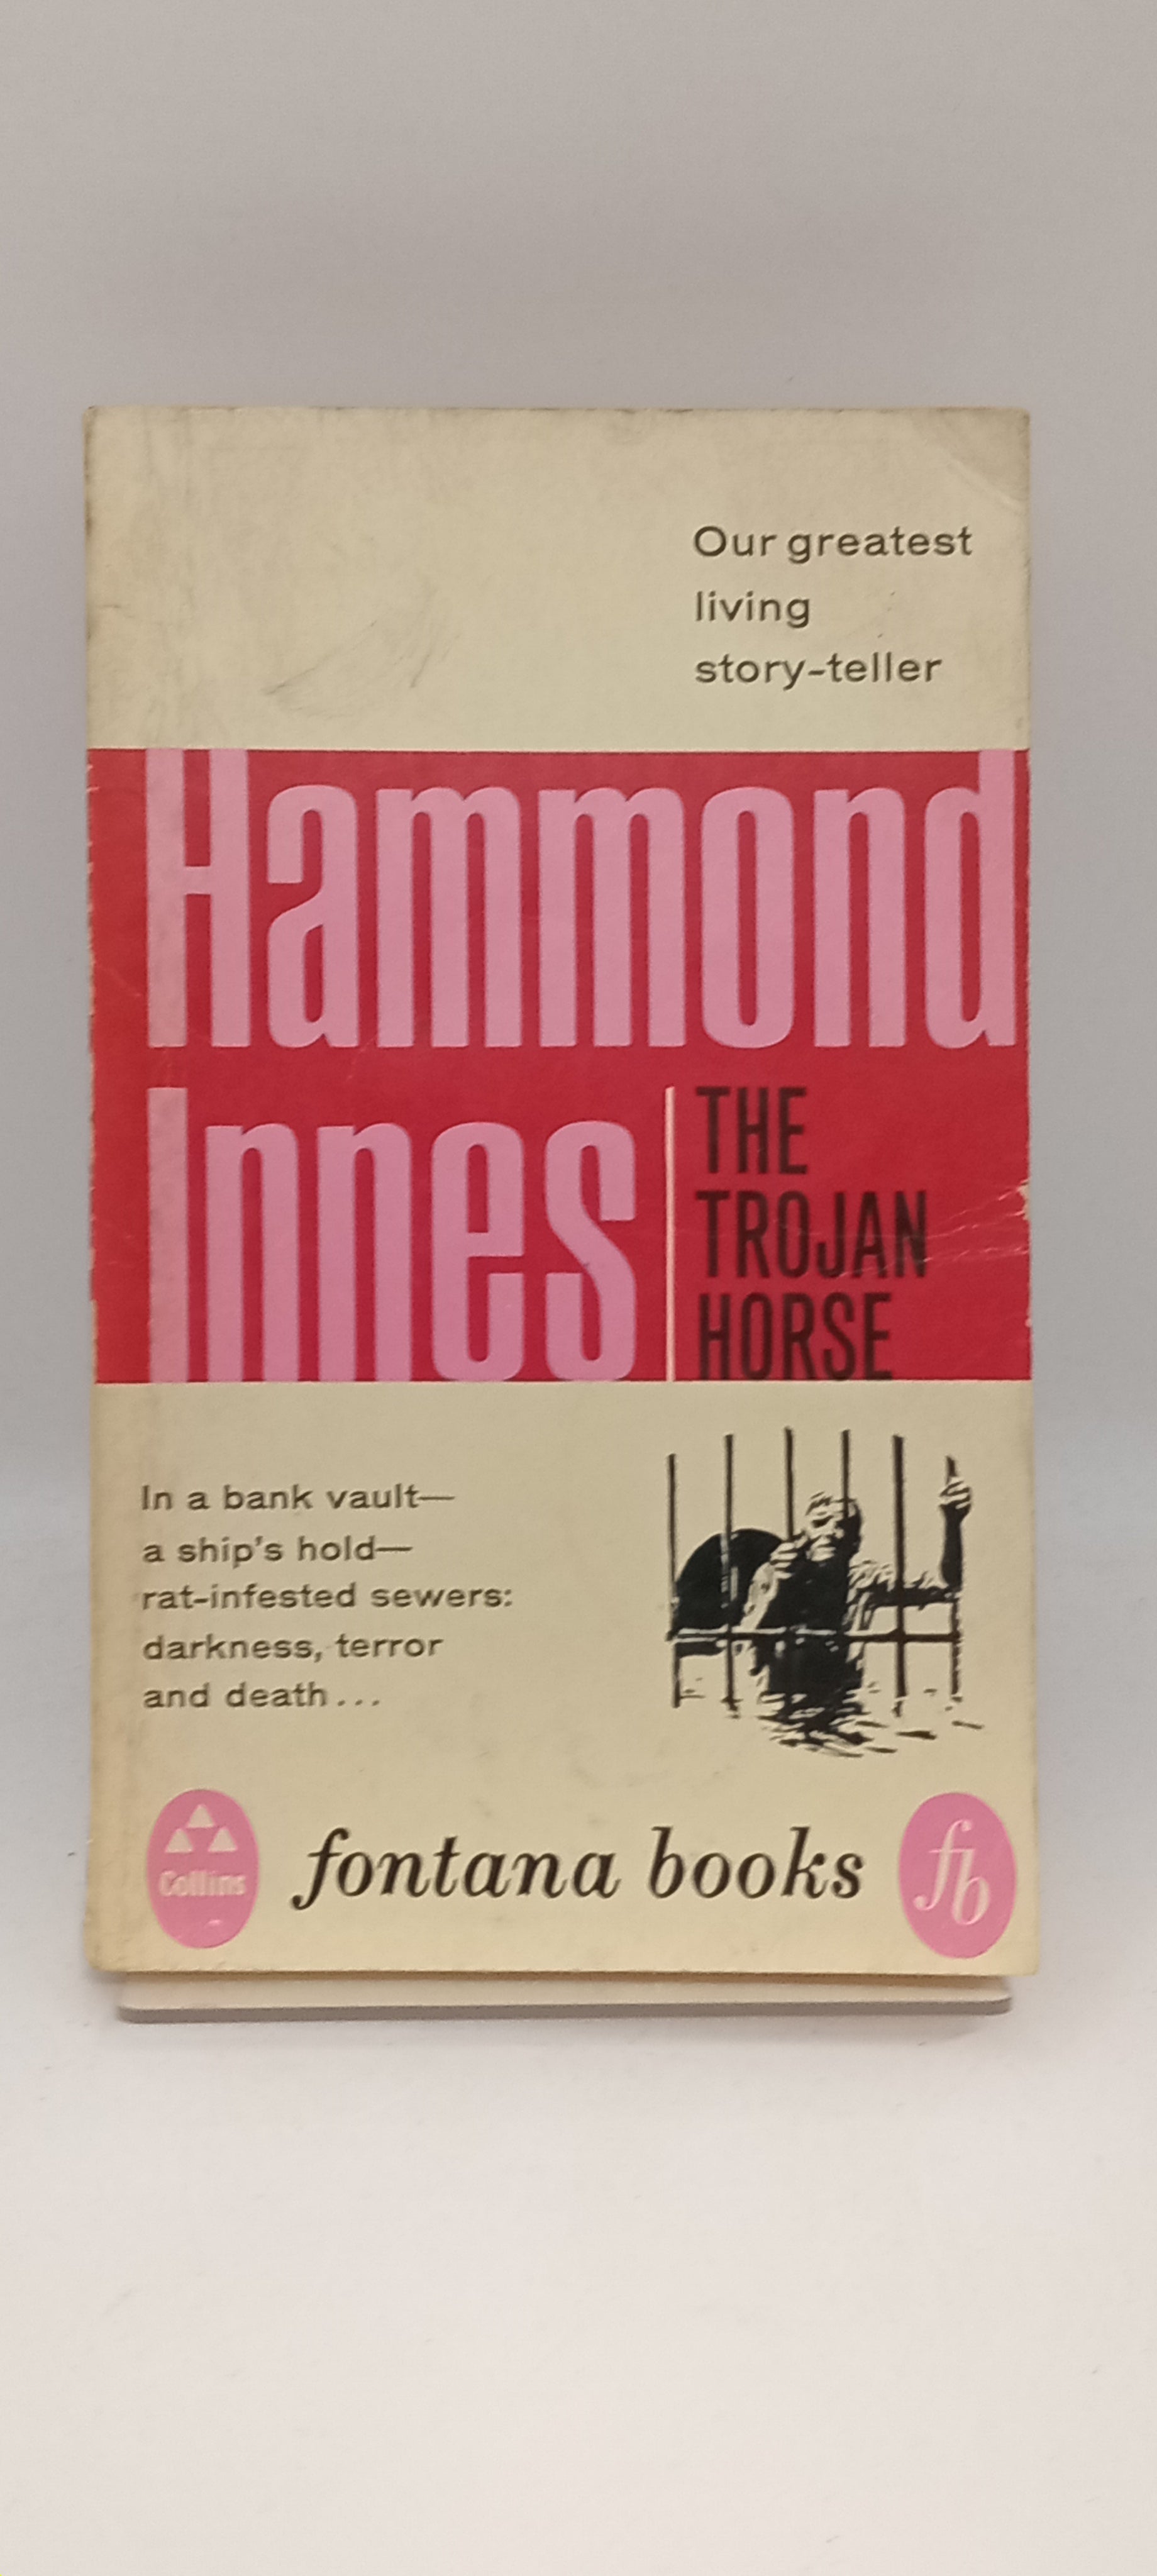 Our greatest
living
story-teller
Hammond
Innes
THE
TROJAN
HORSE
In a bank vault—
a ship's hold—
rat-infested sewers:
darkness, terror
and death...
Collins
fontana books
fb